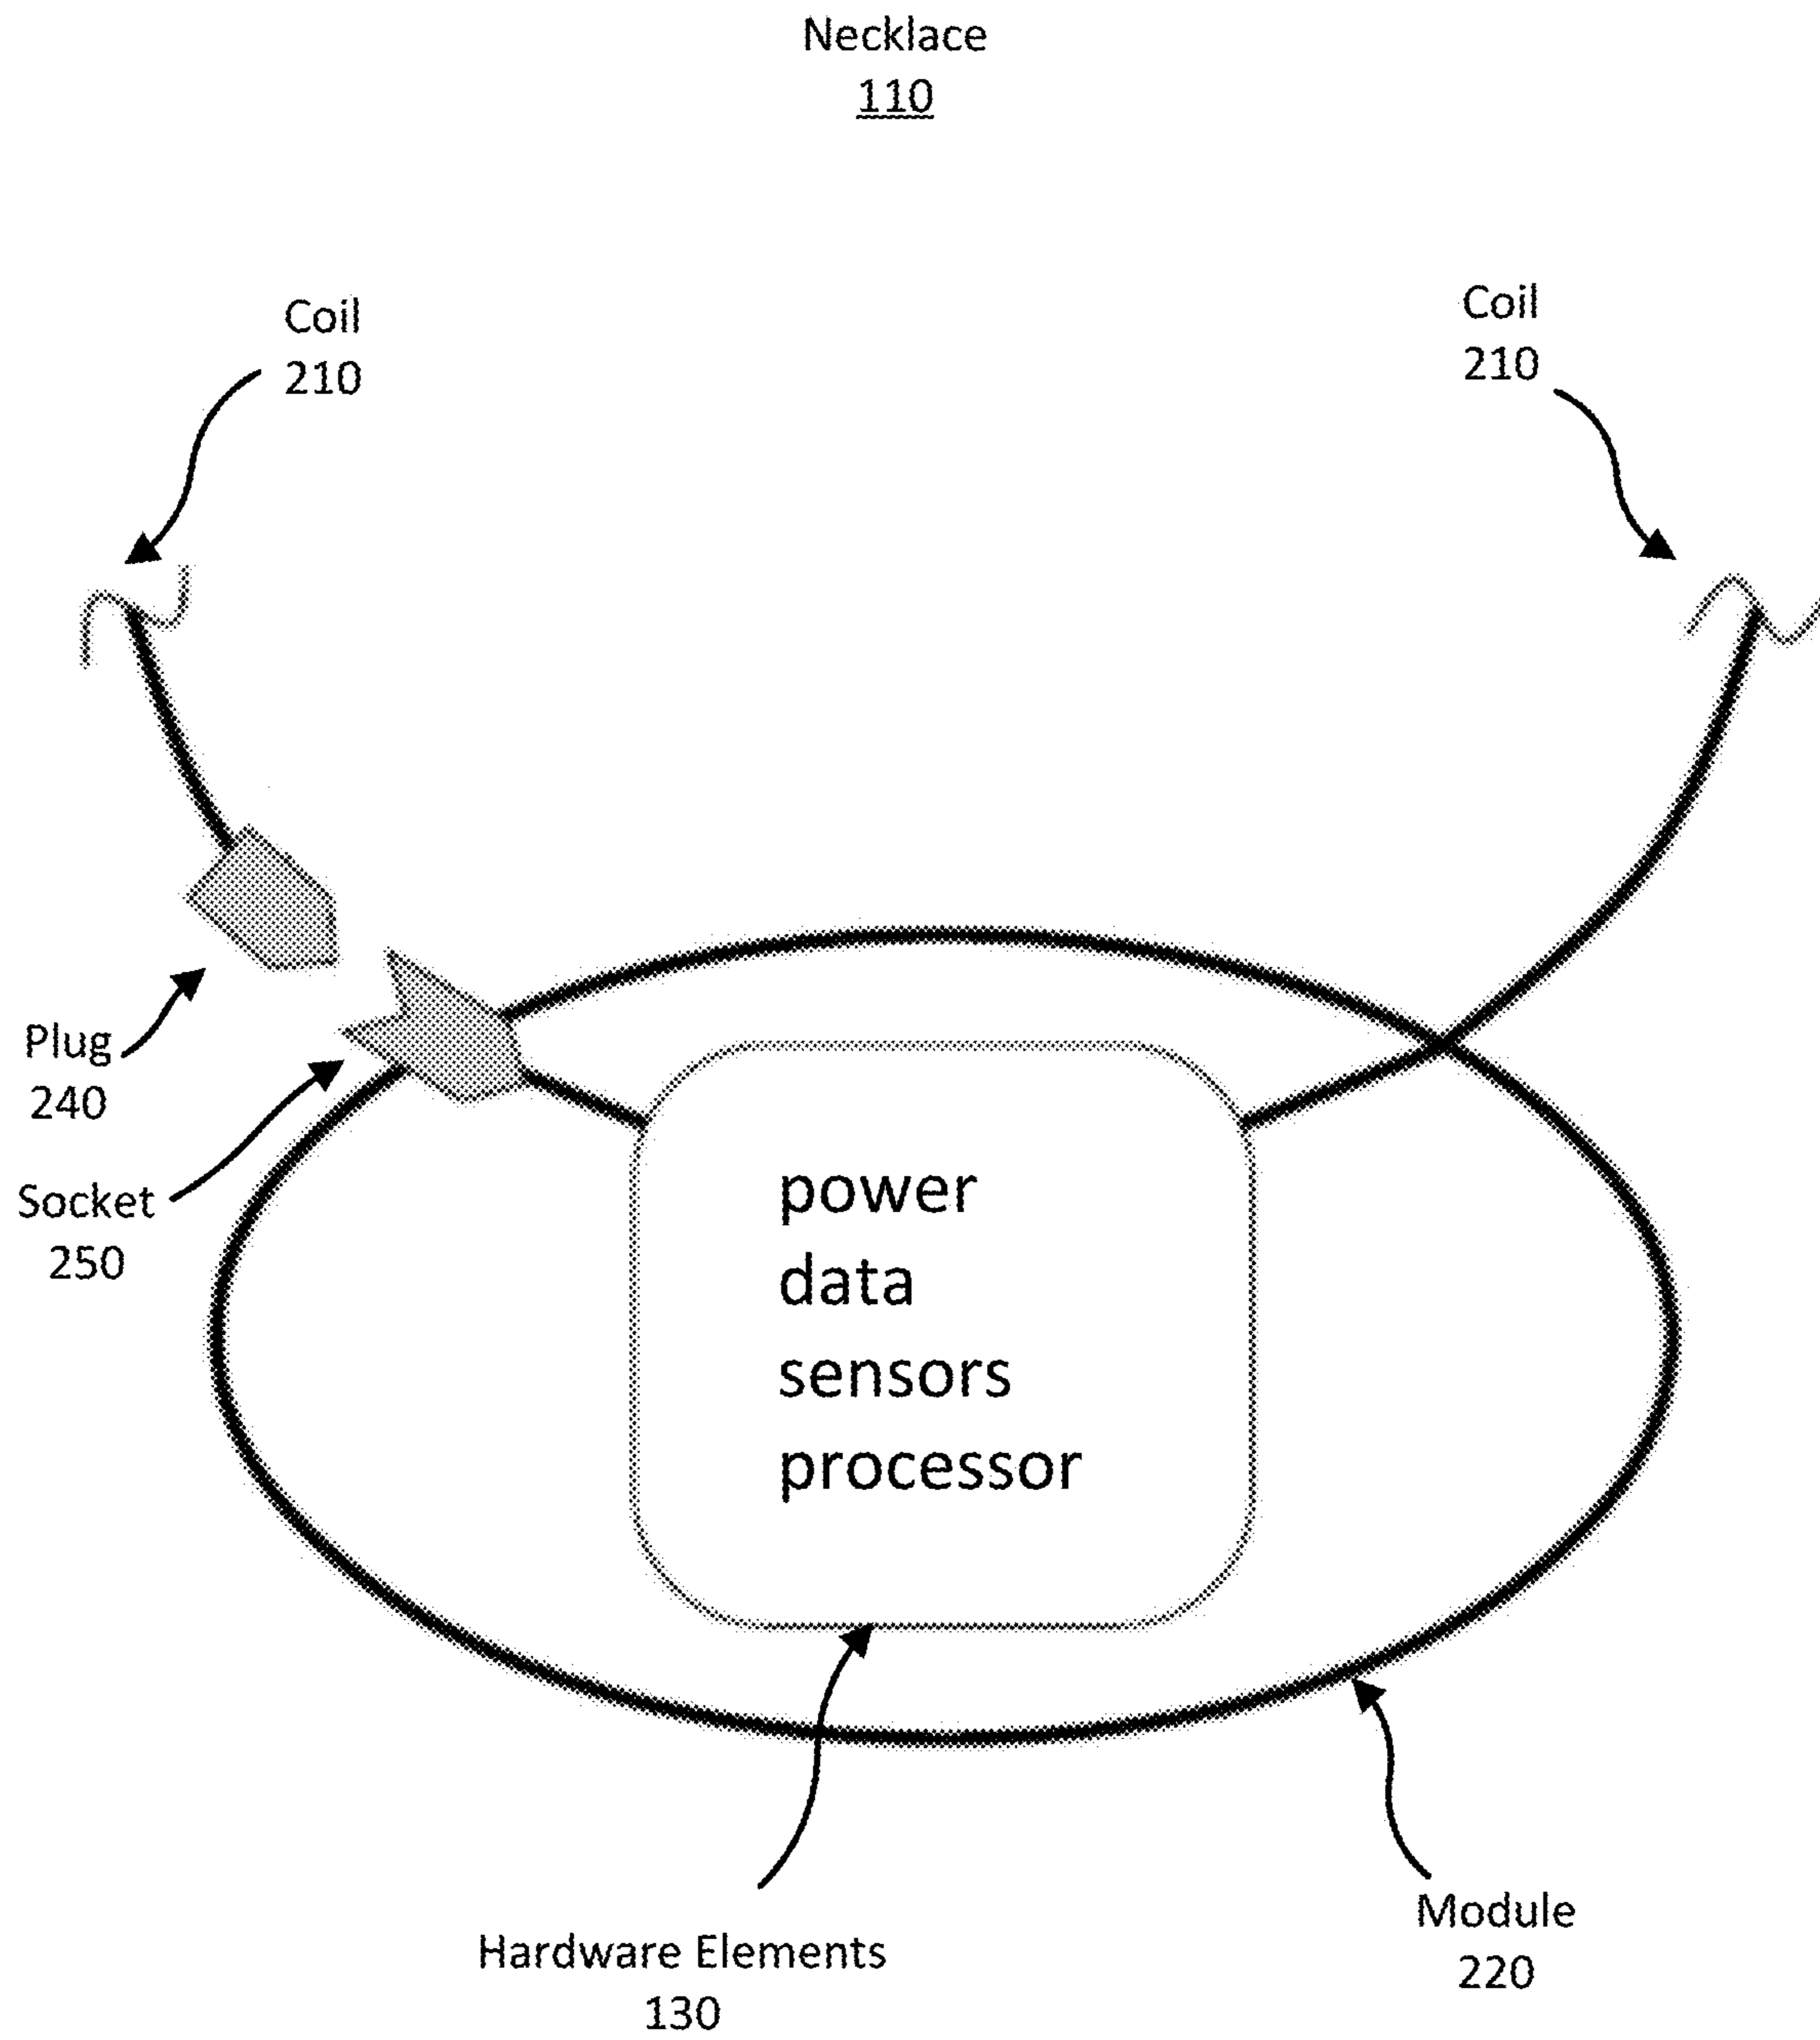 Necklace
110
Coil
210
Coil
210
Plug
240
Socket
250
power
data
sensors
processor
Hardware Elements
130
Module
220